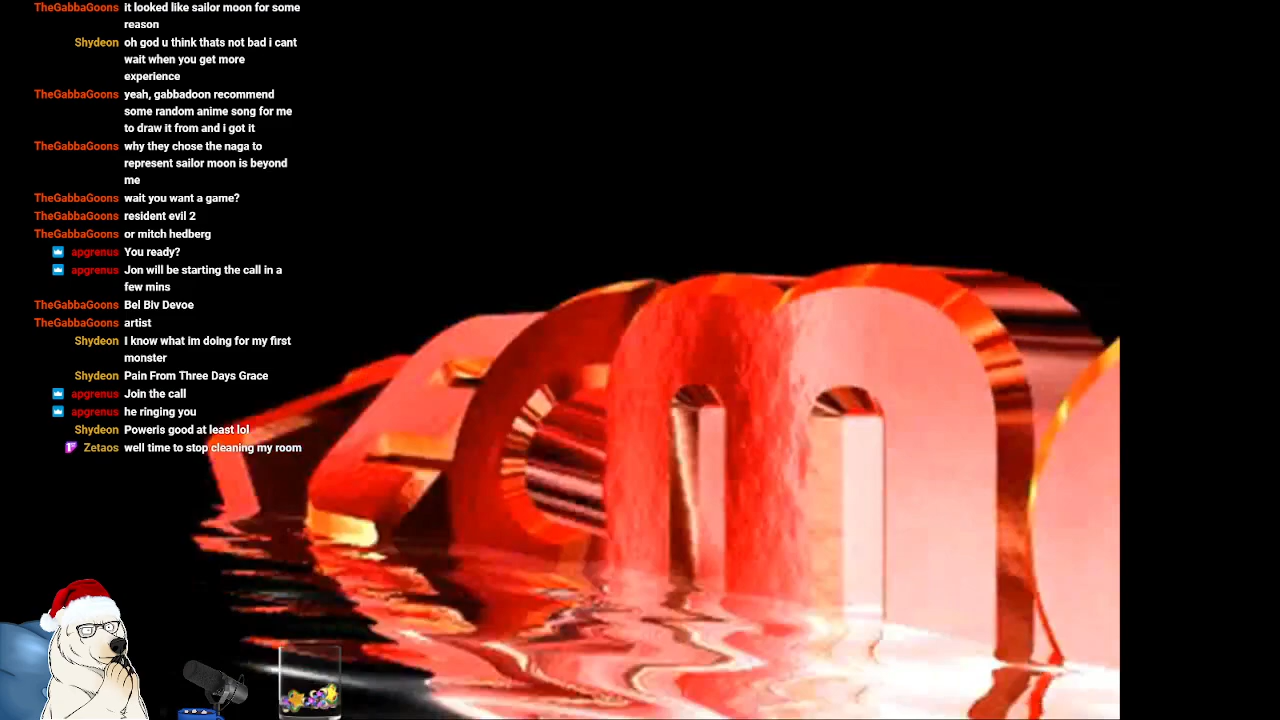 TheGabbaGoons it looked like sailor moon for some
reason
Shydeon oh god u think thats not bad i cant
wait when you get more
experience
TheGabbaGoons yeah, gabbadoon recommend
some random anime song for me
to draw it from and i got it
TheGabbaGoons why they chose the naga to
represent sailor moon is beyond
me
TheGabbaGoons wait you want a game?
TheGabbaGoons resident evil 2
TheGabbaGoons or mitch hedberg
apgrenus You ready?
apgrenus Jon will be starting the call in a
few mins
TheGabbaGoons Bel Biv Devoe
TheGabbaGoons artist
Shydeon I know what im doing for my first
monster
Shydeon Pain From Three Days Grace
apgrenus Join the call
apgrenus he ringing you
Shydeon Poweris good at least lol
Zetaos well time to stop cleaning my room